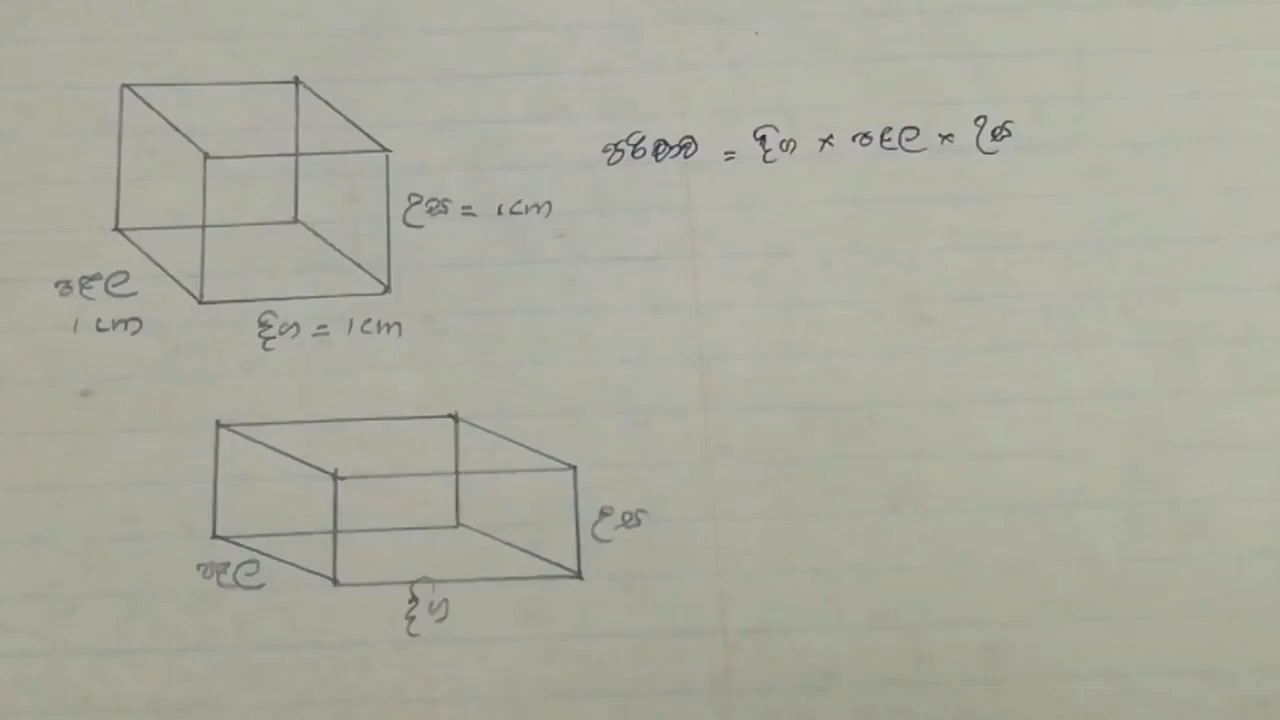 පරිමාව = දිග × පළල × උස
උස = 1cm
පළල
1 cm
දිග = 1cm
උස
පළල
දිග